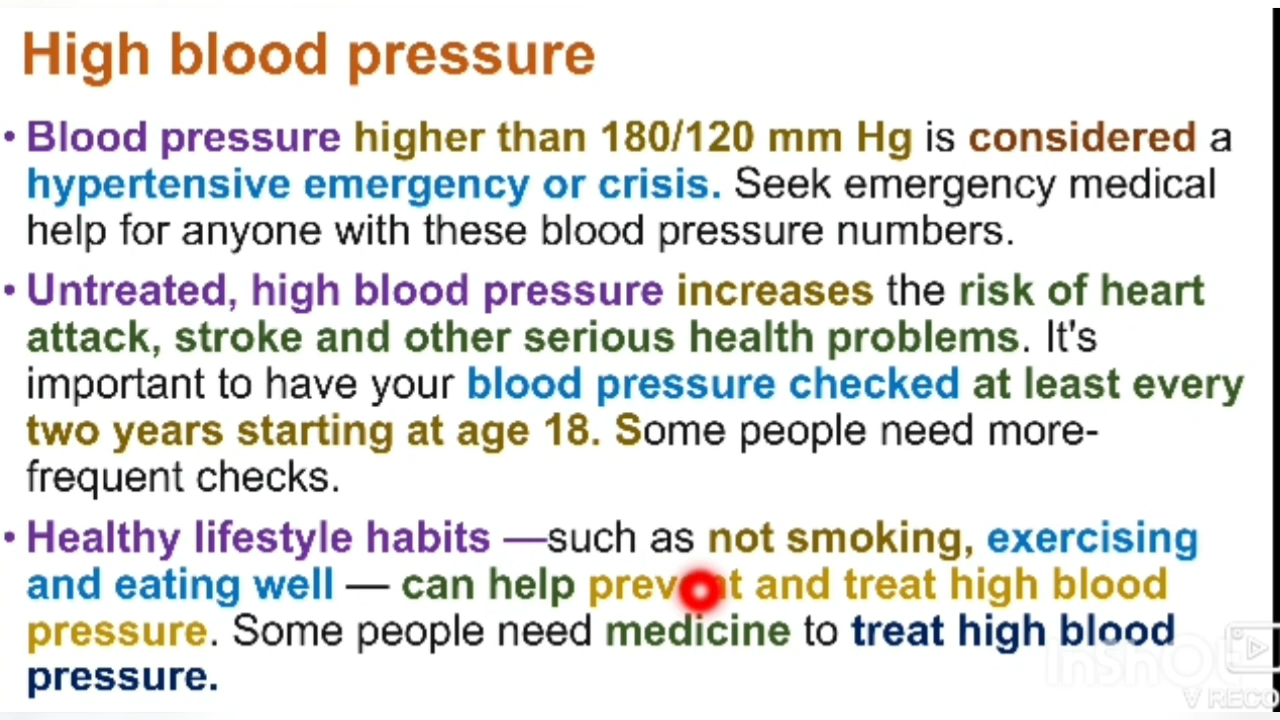 High blood pressure
• Blood pressure higher than 180/120 mm Hg is considered a
hypertensive emergency or crisis. Seek emergency medical
help for anyone with these blood pressure numbers.
• Untreated, high blood pressure increases the risk of heart
attack, stroke and other serious health problems. It's
important to have your blood pressure checked at least every
two years starting at age 18. Some people need more-
frequent checks.
• Healthy lifestyle habits —such as not smoking, exercising
and eating well — can help prevent and treat high blood
pressure. Some people need medicine to treat high blood
pressure.